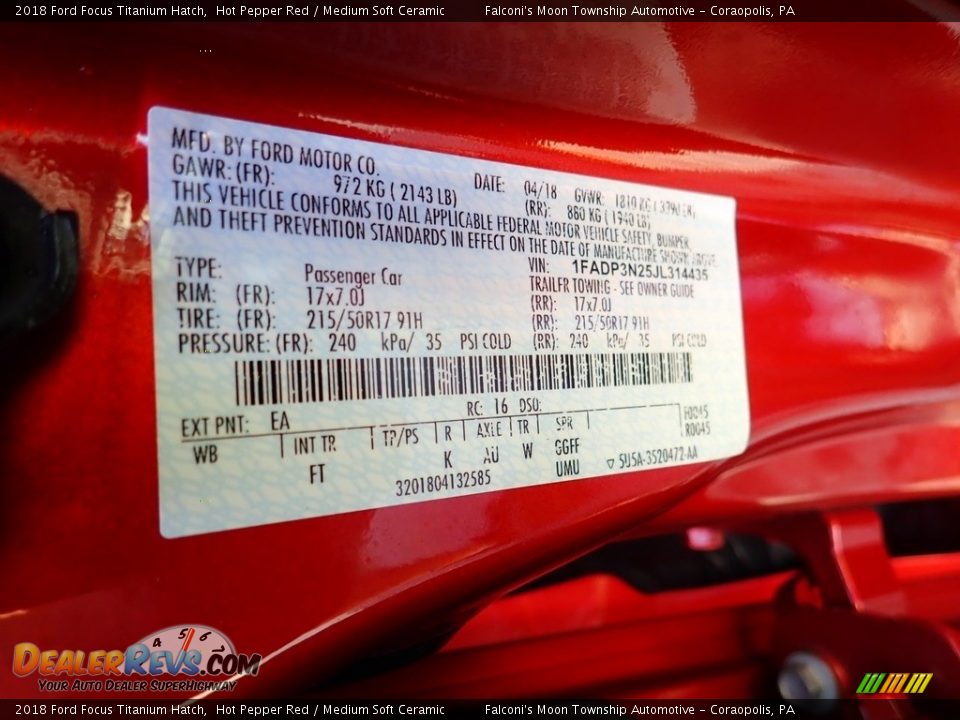 2018 Ford Focus Titanium Hatch, Hot Pepper Red / Medium Soft Ceramic Falconi's Moon Township Automotive - Coraopolis, PA
MFD. BY FORD MOTOR CO.
DATE: 04/18 GVWR:
GAWR: (FR): 972 KG ( 2143 LB) (RR): 880 KG ( 1940 LB)
THIS VEHICLE CONFORMS TO ALL APPLICABLE FEDERAL MOTOR VEHICLE SAFETY, BUMPER,
AND THEFT PREVENTION STANDARDS IN EFFECT ON THE DATE OF MANUFACTURE SHOWN ABOVE.
VIN: 1FADP3N25JL314435
TYPE: Passenger Car TRAILER TOWING - SEE OWNER GUIDE
RIM: (FR): 17x7.0J (RR): 17x7.0J
TIRE: (FR): 215/50R17 91H (RR): 215/50R17 91H
PRESSURE: (FR): 240 kPa/ 35 PSI COLD (RR): 240 kPa/ 35 PSI COLD
EXT PNT: EA RC: 16 DSO:
F0045
R0045
WB INT TR TP/PS R AXLE TR SPR
FT K AU W GGFF
UMU
3201804132585 ▽ 5U5A-3520472-AA
4 5 6
DEALERREVS.COM
YOUR AUTO DEALER SUPERHIGHWAY
2018 Ford Focus Titanium Hatch, Hot Pepper Red / Medium Soft Ceramic Falconi's Moon Township Automotive - Coraopolis, PA